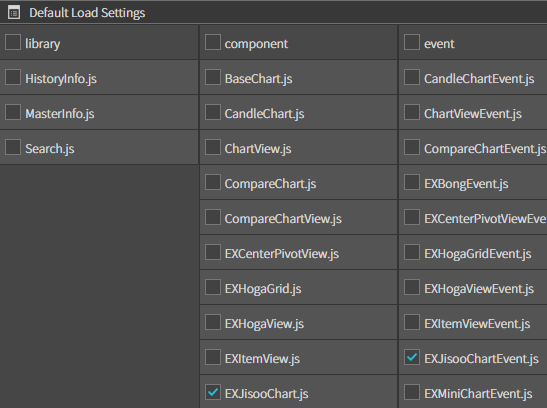 Default Load Settings
library component event
HistoryInfo.js BaseChart.js CandleChartEvent.js
MasterInfo.js CandleChart.js ChartViewEvent.js
Search.js ChartView.js CompareChartEvent.js
CompareChart.js EXBongEvent.js
CompareChartView.js EXCenterPivotViewEve
EXCenterPivotView.js EXHogaGridEvent.js
EXHogaGrid.js EXHogaViewEvent.js
EXHogaView.js EXItemViewEvent.js
EXItemView.js EXJisooChartEvent.js
EXJisooChart.js EXMiniChartEvent.js